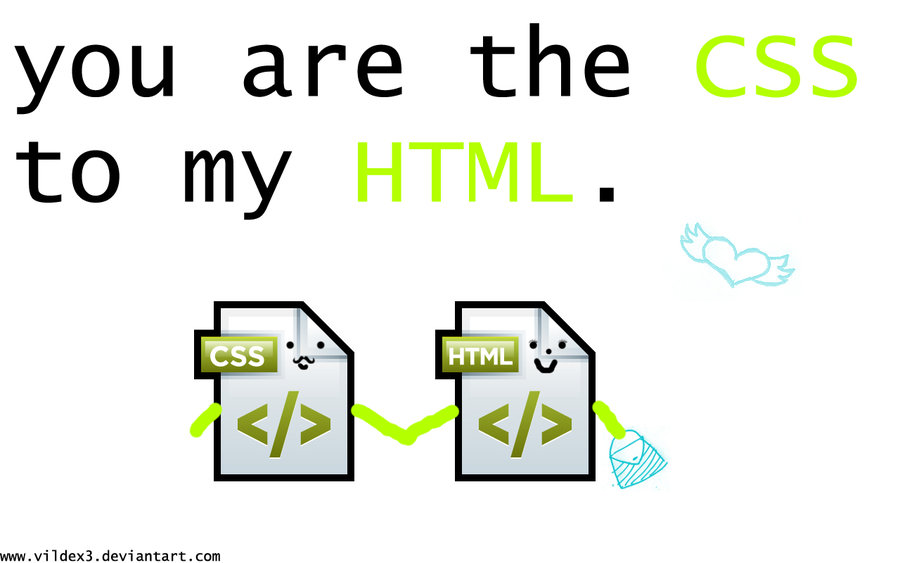 you are the CSS
to my HTML.
CSS
HTML
</>
</>
www.vildex3.deviantart.com